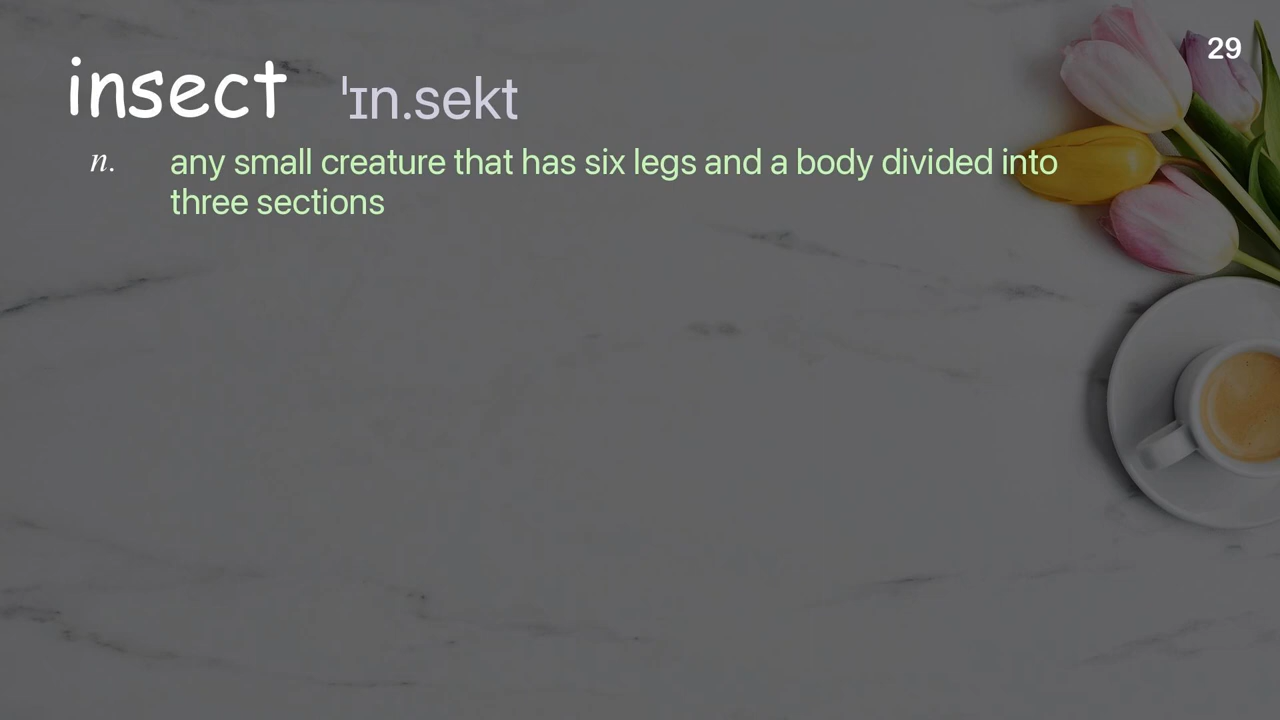 29
insect ˈɪn.sekt
n. any small creature that has six legs and a body divided into
three sections